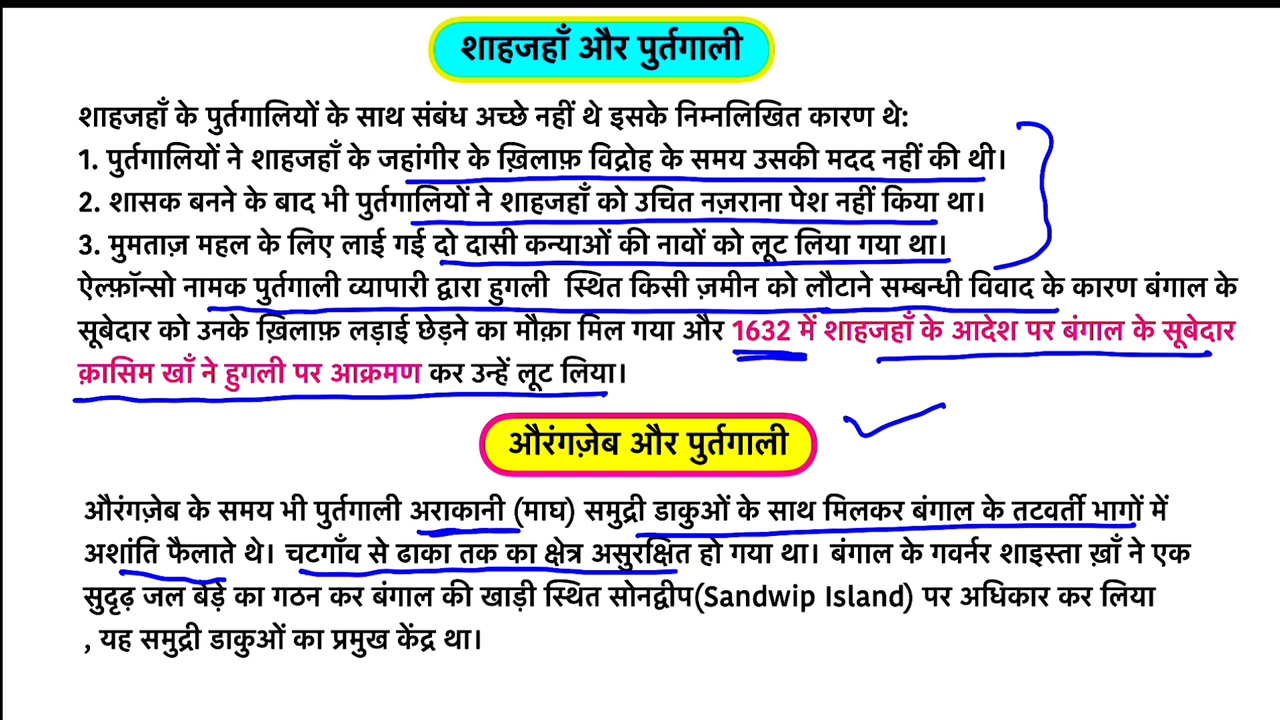 शाहजहाँ और पुर्तगाली
शाहजहाँ के पुर्तगालियों के साथ संबंध अच्छे नहीं थे इसके निम्नलिखित कारण थे:
1. पुर्तगालियों ने शाहजहाँ के जहांगीर के ख़िलाफ़ विद्रोह के समय उसकी मदद नहीं की थी।
2. शासक बनने के बाद भी पुर्तगालियों ने शाहजहाँ को उचित नज़राना पेश नहीं किया था।
3. मुमताज़ महल के लिए लाई गई दो दासी कन्याओं की नावों को लूट लिया गया था।
ऐल्फ़ॉन्सो नामक पुर्तगाली व्यापारी द्वारा हुगली स्थित किसी ज़मीन को लौटाने सम्बन्धी विवाद के कारण बंगाल के
सूबेदार को उनके ख़िलाफ़ लड़ाई छेड़ने का मौक़ा मिल गया और 1632 में शाहजहाँ के आदेश पर बंगाल के सूबेदार
क़ासिम खाँ ने हुगली पर आक्रमण कर उन्हें लूट लिया।
औरंगज़ेब और पुर्तगाली
औरंगज़ेब के समय भी पुर्तगाली अराकानी (माघ) समुद्री डाकुओं के साथ मिलकर बंगाल के तटवर्ती भागों में
अशांति फैलाते थे। चटगाँव से ढाका तक का क्षेत्र असुरक्षित हो गया था। बंगाल के गवर्नर शाइस्ता ख़ाँ ने एक
सुदृढ़ जल बेड़े का गठन कर बंगाल की खाड़ी स्थित सोनद्वीप(Sandwip Island) पर अधिकार कर लिया
, यह समुद्री डाकुओं का प्रमुख केंद्र था।